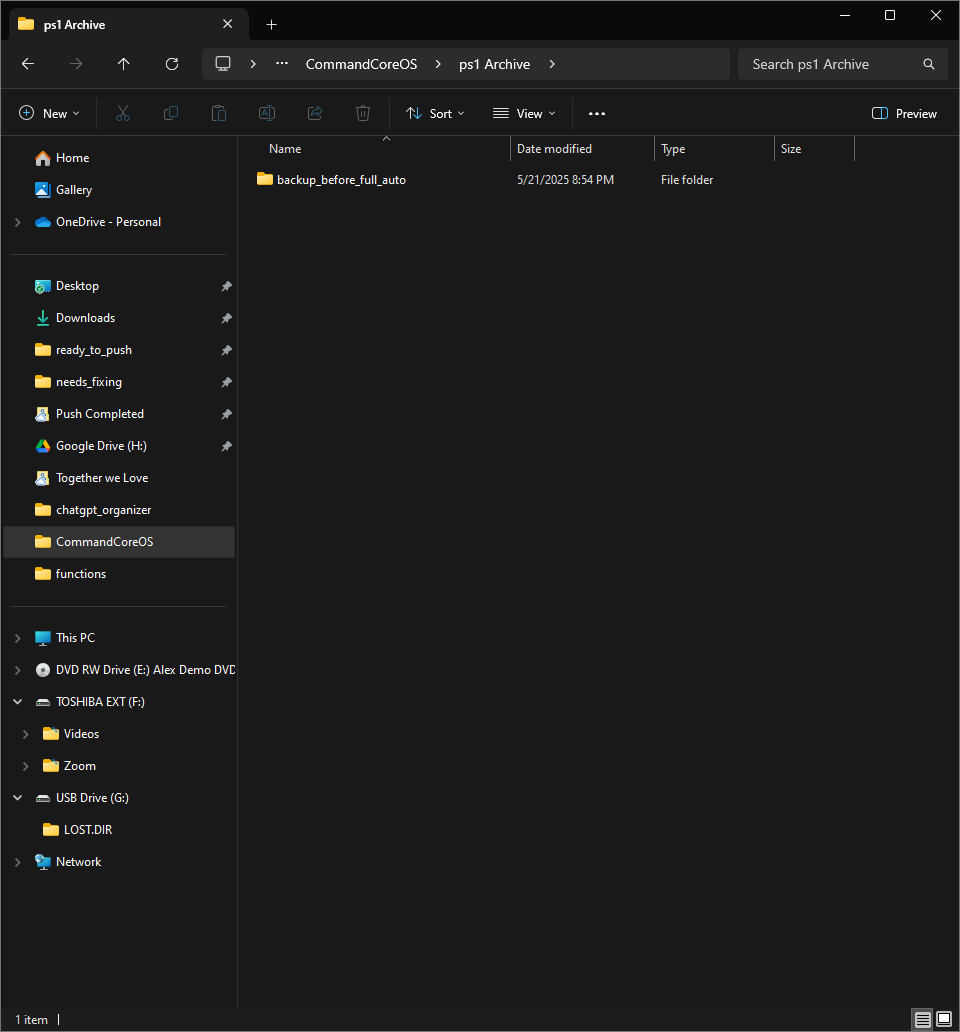 ps1 Archive
CommandCoreOS ps1 Archive Search ps1 Archive
New Sort View Preview
Name Date modified Type Size
backup_before_full_auto 5/21/2025 8:54 PM File folder
Home
Gallery
OneDrive - Personal
Desktop
Downloads
ready_to_push
needs_fixing
Push Completed
Google Drive (H:)
Together we Love
chatgpt_organizer
CommandCoreOS
functions
This PC
DVD RW Drive (E:) Alex Demo DVD
TOSHIBA EXT (F:)
Videos
Zoom
USB Drive (G:)
LOST.DIR
Network
1 item